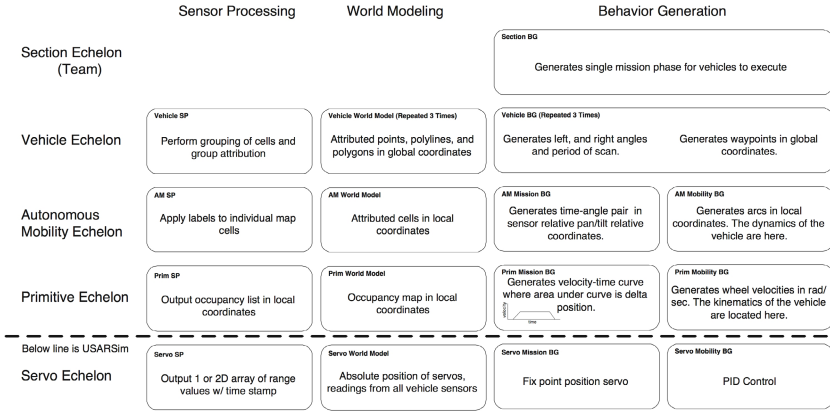 Sensor Processing
World Modeling
Behavior Generation
Section Echelon
(Team)
Section BG
Generates single mission phase for vehicles to execute
Vehicle Echelon
Vehicle SP
Perform grouping of cells and
group attribution
Vehicle World Model (Repeated 3 Times)
Attributed points, polylines, and
polygons in global coordinates
Vehicle BG (Repeated 3 Times)
Generates left, and right angles
and period of scan.
Generates waypoints in global
coordinates.
Autonomous
Mobility Echelon
AM SP
Apply labels to individual map
cells
AM World Model
Attributed cells in local
coordinates
AM Mission BG
Generates time-angle pair in
sensor relative pan/tilt relative
coordinates.
AM Mobility BG
Generates arcs in local
coordinates. The dynamics of the
vehicle are here.
Primitive Echelon
Prim SP
Output occupancy list in local
coordinates
Prim World Model
Occupancy map in local
coordinates
Prim Mission BG
Generates velocity-time curve
where area under curve is delta
position.
velocity
time
Prim Mobility BG
Generates wheel velocities in rad/
sec. The kinematics of the vehicle
are located here.
Below line is USARSim
Servo Echelon
Servo SP
Output 1 or 2D array of range
values w/ time stamp
Servo World Model
Absolute position of servos,
readings from all vehicle sensors
Servo Mission BG
Fix point position servo
Servo Mobility BG
PID Control